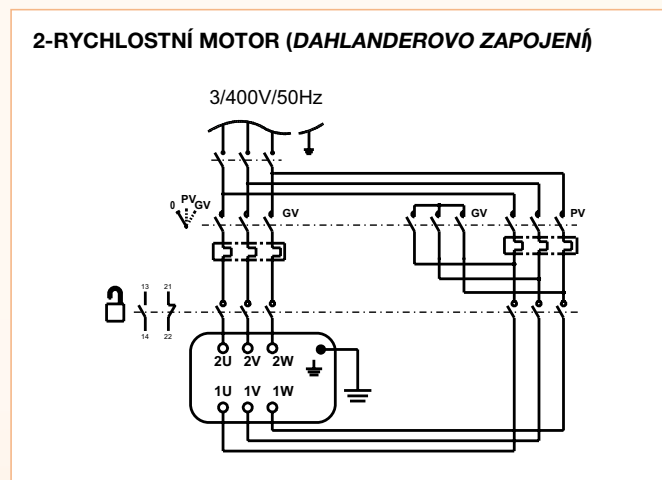 2-RYCHLOSTNÍ MOTOR (DAHLANDEROVO ZAPOJENÍ)
3/400V/50Hz
0 PV GV
GV
GV
PV
13 21
14 22
2U 2V 2W
1U 1V 1W